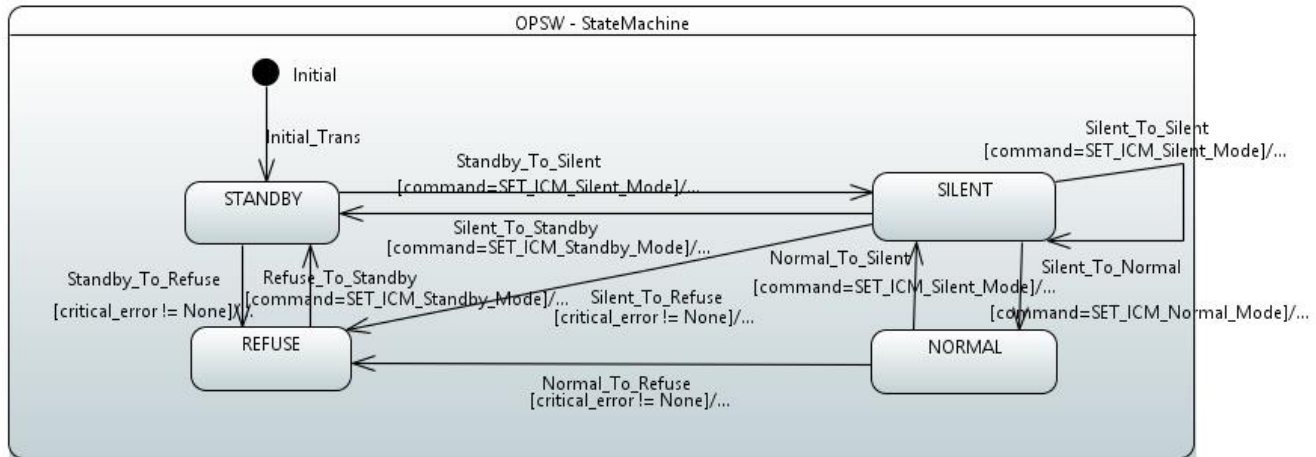 OPSW - StateMachine
Initial
Initial_Trans
Silent_To_Silent
[command=SET_ICM_Silent_Mode]/...
Standby_To_Silent
[command=SET_ICM_Silent_Mode]/...
STANDBY
SILENT
Silent_To_Standby
[command=SET_ICM_Standby_Mode]/...
Standby_To_Refuse
[critical_error != None]/...
Refuse_To_Standby
[command=SET_ICM_Standby_Mode]/...
Silent_To_Refuse
[critical_error != None]/...
Normal_To_Silent
[command=SET_ICM_Silent_Mode]/...
Silent_To_Normal
[command=SET_ICM_Normal_Mode]/...
REFUSE
NORMAL
Normal_To_Refuse
[critical_error != None]/...